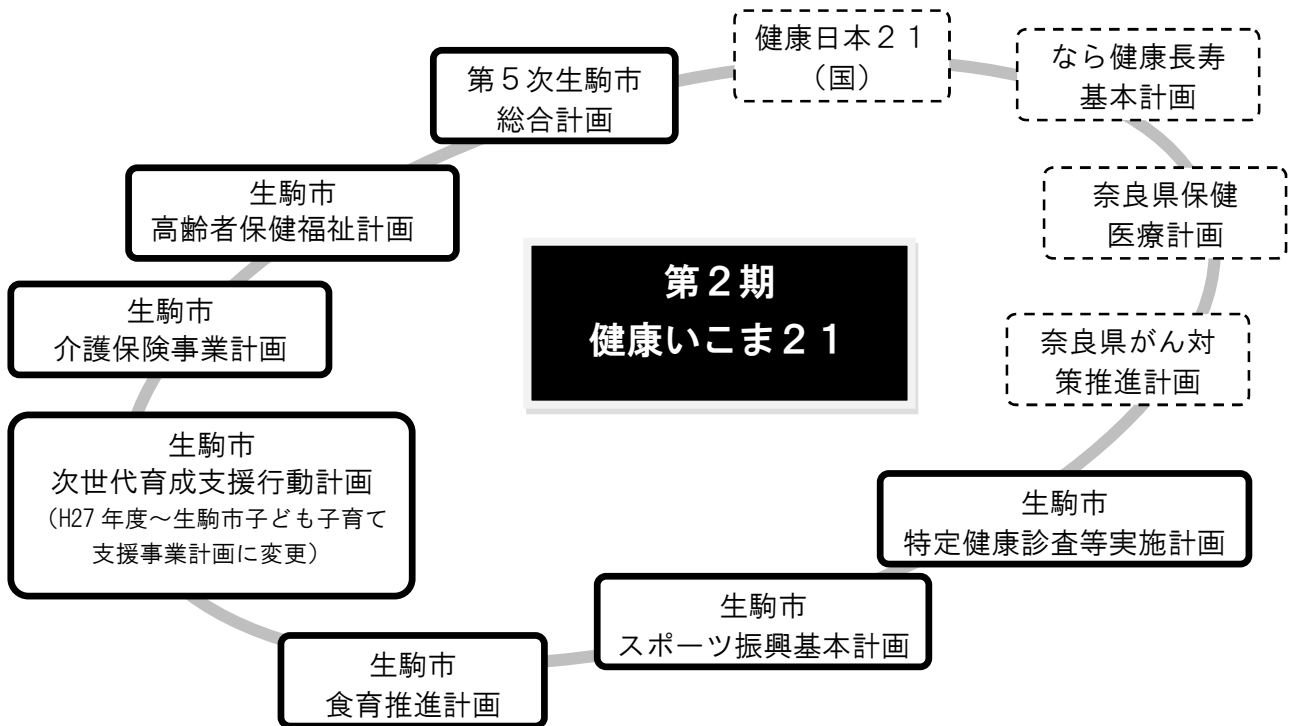 健康日本２１
（国）
なら健康長寿
基本計画
第５次生駒市
総合計画
生駒市
高齢者保健福祉計画
奈良県保健
医療計画
第２期
健康いこま２１
生駒市
介護保険事業計画
奈良県がん対
策推進計画
生駒市
次世代育成支援行動計画
（H27 年度～生駒市子ども子育て
支援事業計画に変更）
生駒市
特定健康診査等実施計画
生駒市
スポーツ振興基本計画
生駒市
食育推進計画